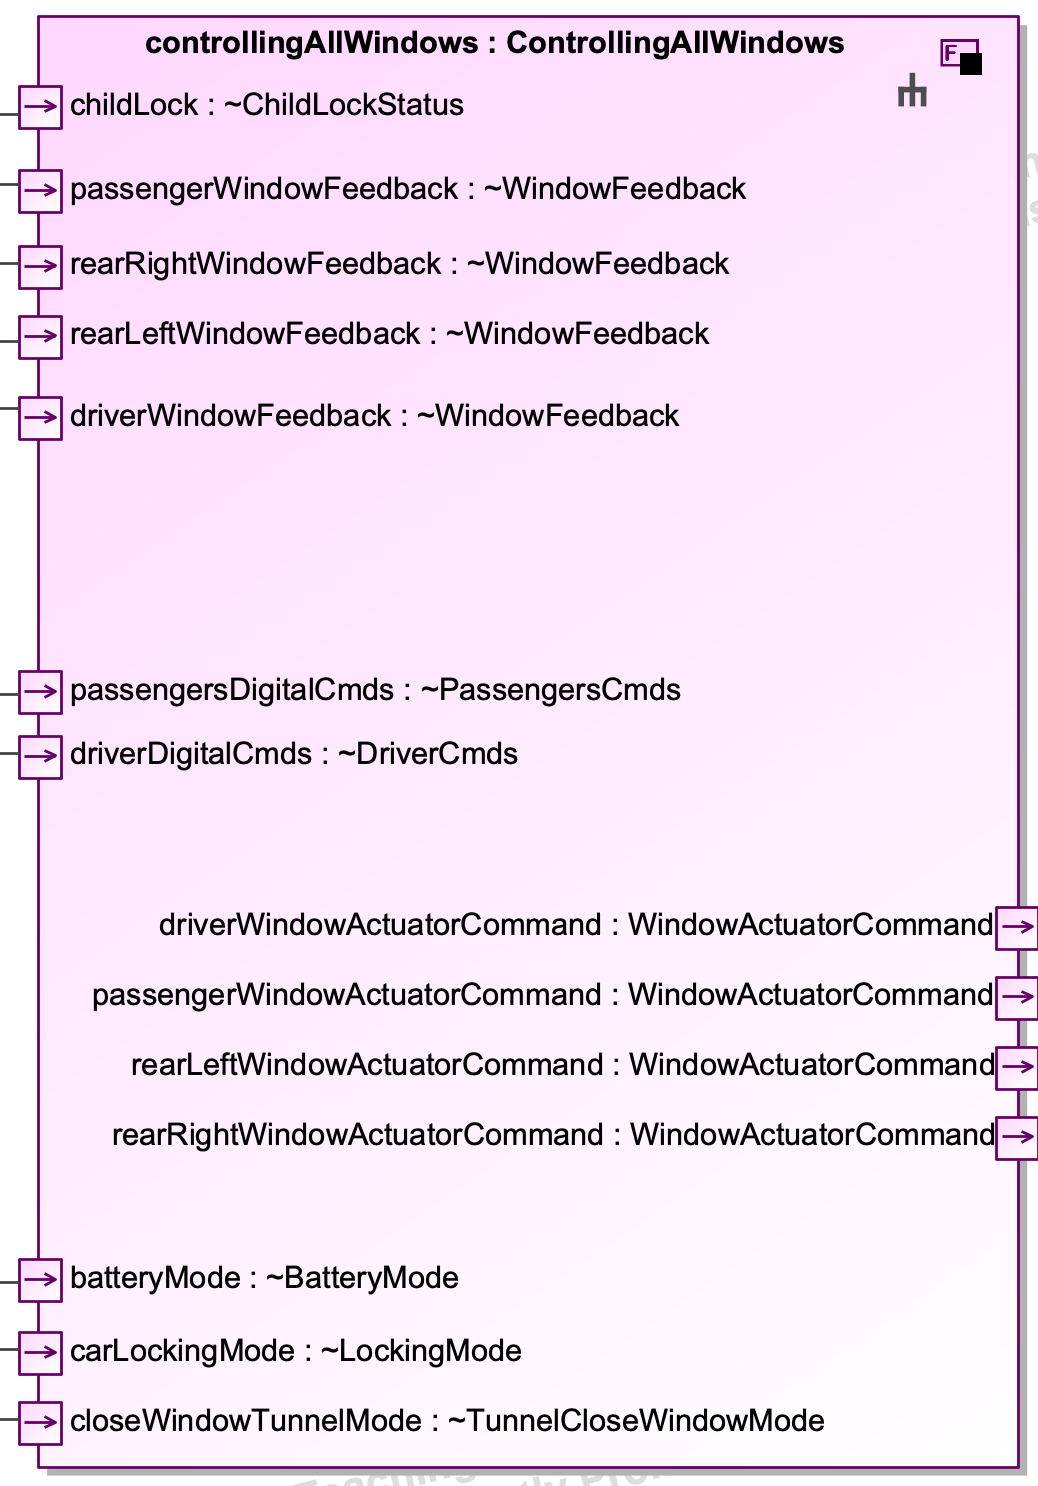 controllingAllWindows : ControllingAllWindows
F
childLock : ~ChildLockStatus
passengerWindowFeedback : ~WindowFeedback
rearRightWindowFeedback : ~WindowFeedback
rearLeftWindowFeedback : ~WindowFeedback
driverWindowFeedback : ~WindowFeedback
passengersDigitalCmds : ~PassengersCmds
driverDigitalCmds : ~DriverCmds
driverWindowActuatorCommand : WindowActuatorCommand
passengerWindowActuatorCommand : WindowActuatorCommand
rearLeftWindowActuatorCommand : WindowActuatorCommand
rearRightWindowActuatorCommand : WindowActuatorCommand
batteryMode : ~BatteryMode
carLockingMode : ~LockingMode
closeWindowTunnelMode : ~TunnelCloseWindowMode
Teaching